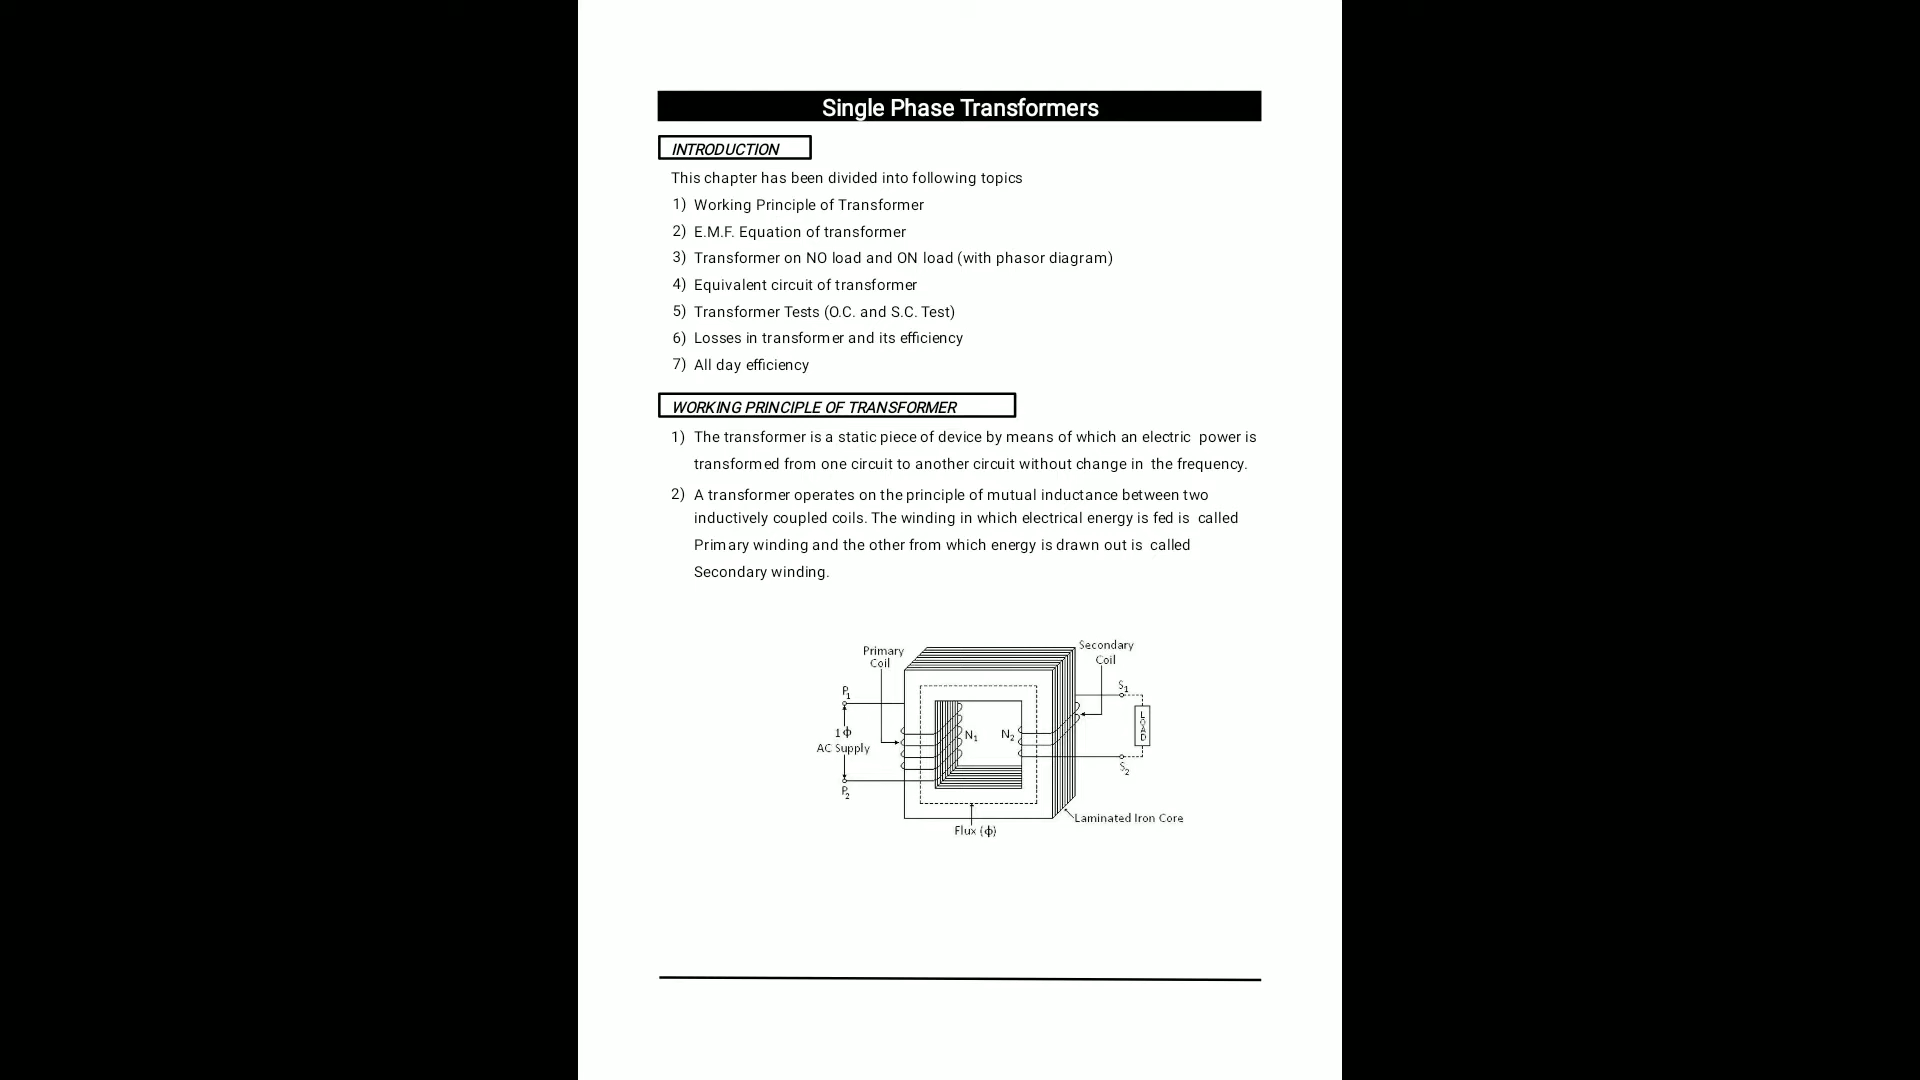 Single Phase Transformers
INTRODUCTION
This chapter has been divided into following topics
1) Working Principle of Transformer
2) E.M.F. Equation of transformer
3) Transformer on NO load and ON load (with phasor diagram)
4) Equivalent circuit of transformer
5) Transformer Tests (O.C. and S.C. Test)
6) Losses in transformer and its efficiency
7) All day efficiency
WORKING PRINCIPLE OF TRANSFORMER
1) The transformer is a static piece of device by means of which an electric power is
transformed from one circuit to another circuit without change in the frequency.
2) A transformer operates on the principle of mutual inductance between two
inductively coupled coils. The winding in which electrical energy is fed is called
Primary winding and the other from which energy is drawn out is called
Secondary winding.
Primary
Coil
Secondary
Coil
P1
S1
1ϕ
AC Supply
N1
N2
LOAD
P2
S2
Flux (ϕ)
Laminated Iron Core